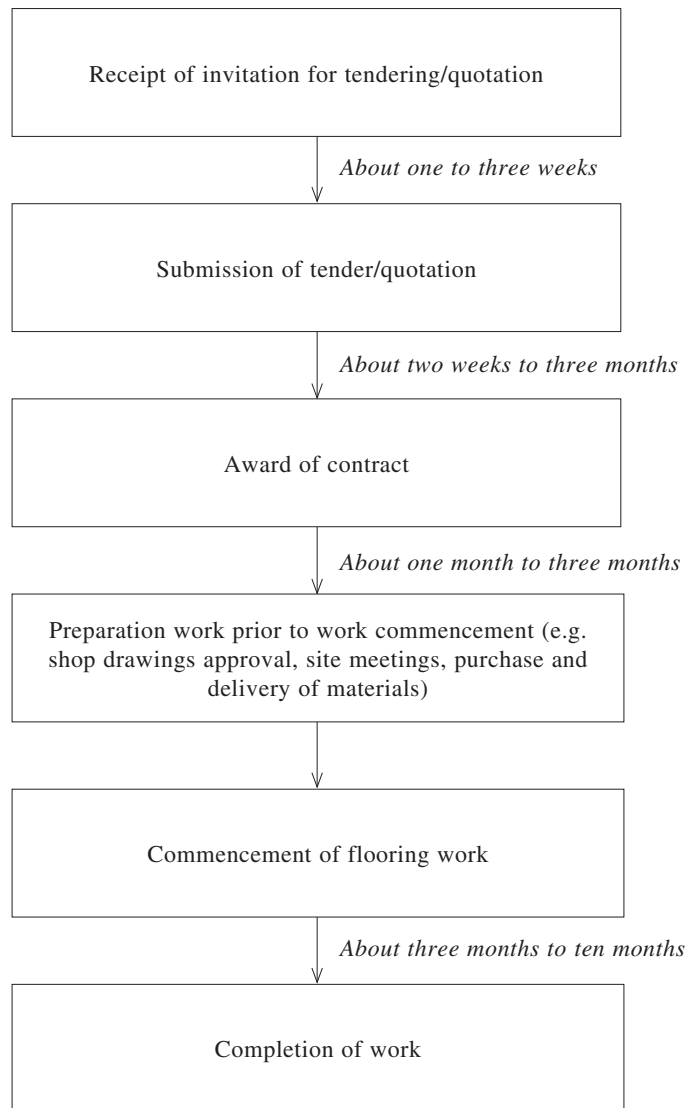 Receipt of invitation for tendering/quotation
About one to three weeks
Submission of tender/quotation
About two weeks to three months
Award of contract
About one month to three months
Preparation work prior to work commencement (e.g.
shop drawings approval, site meetings, purchase and
delivery of materials)
Commencement of flooring work
About three months to ten months
Completion of work